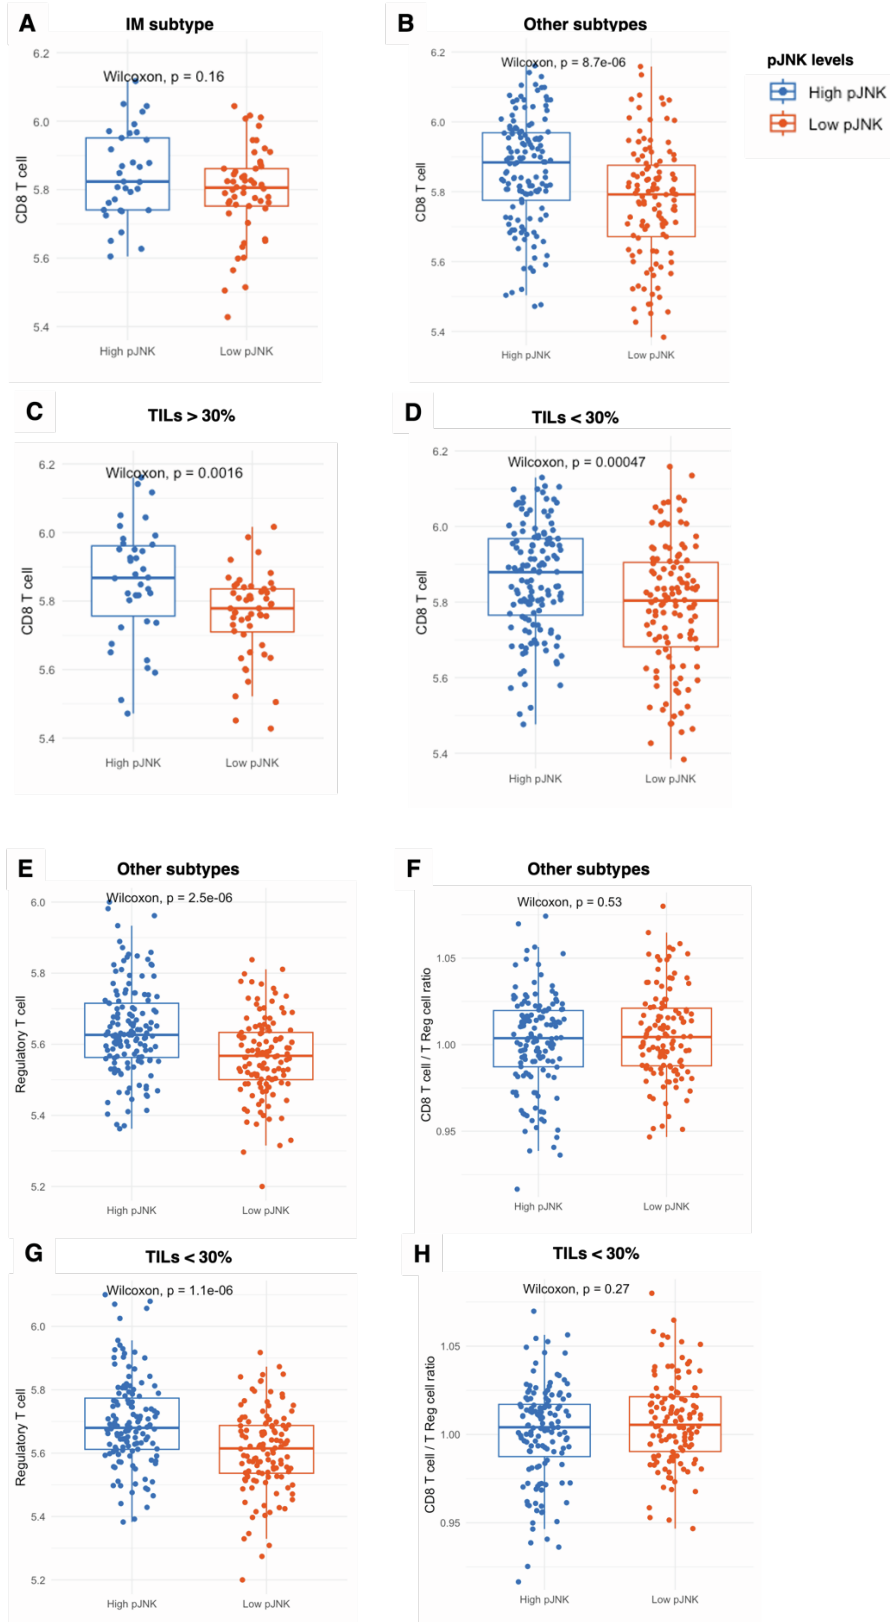 A
IM subtype
Wilcoxon, p = 0.16
CD8 T cell
6.2
6.0
5.8
5.6
5.4
High pJNK
Low pJNK
B
Other subtypes
Wilcoxon, p = 8.7e-06
CD8 T cell
6.2
6.0
5.8
5.6
5.4
High pJNK
Low pJNK
pJNK levels
High pJNK
Low pJNK
C
TILs > 30%
Wilcoxon, p = 0.0016
CD8 T cell
6.2
6.0
5.8
5.6
5.4
High pJNK
Low pJNK
D
TILs < 30%
Wilcoxon, p = 0.00047
CD8 T cell
6.2
6.0
5.8
5.6
5.4
High pJNK
Low pJNK
E
Other subtypes
Wilcoxon, p = 2.5e-06
Regulatory T cell
6.0
5.8
5.6
5.4
5.2
High pJNK
Low pJNK
F
Other subtypes
Wilcoxon, p = 0.53
CD8 T cell / T Reg cell ratio
1.05
1.00
0.95
High pJNK
Low pJNK
G
TILs < 30%
Wilcoxon, p = 1.1e-06
Regulatory T cell
6.0
5.8
5.6
5.4
5.2
High pJNK
Low pJNK
H
TILs < 30%
Wilcoxon, p = 0.27
CD8 T cell / T Reg cell ratio
1.05
1.00
0.95
High pJNK
Low pJNK